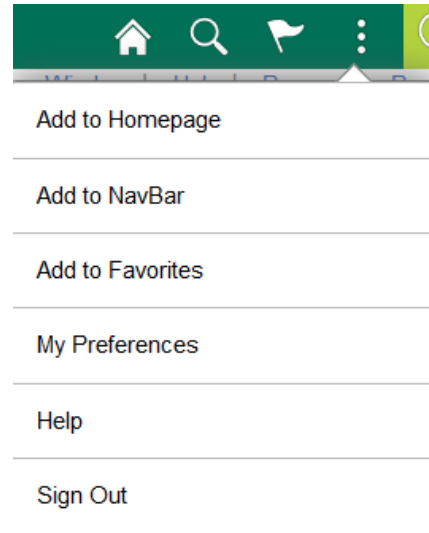 Add to Homepage
Add to NavBar
Add to Favorites
My Preferences
Help
Sign Out